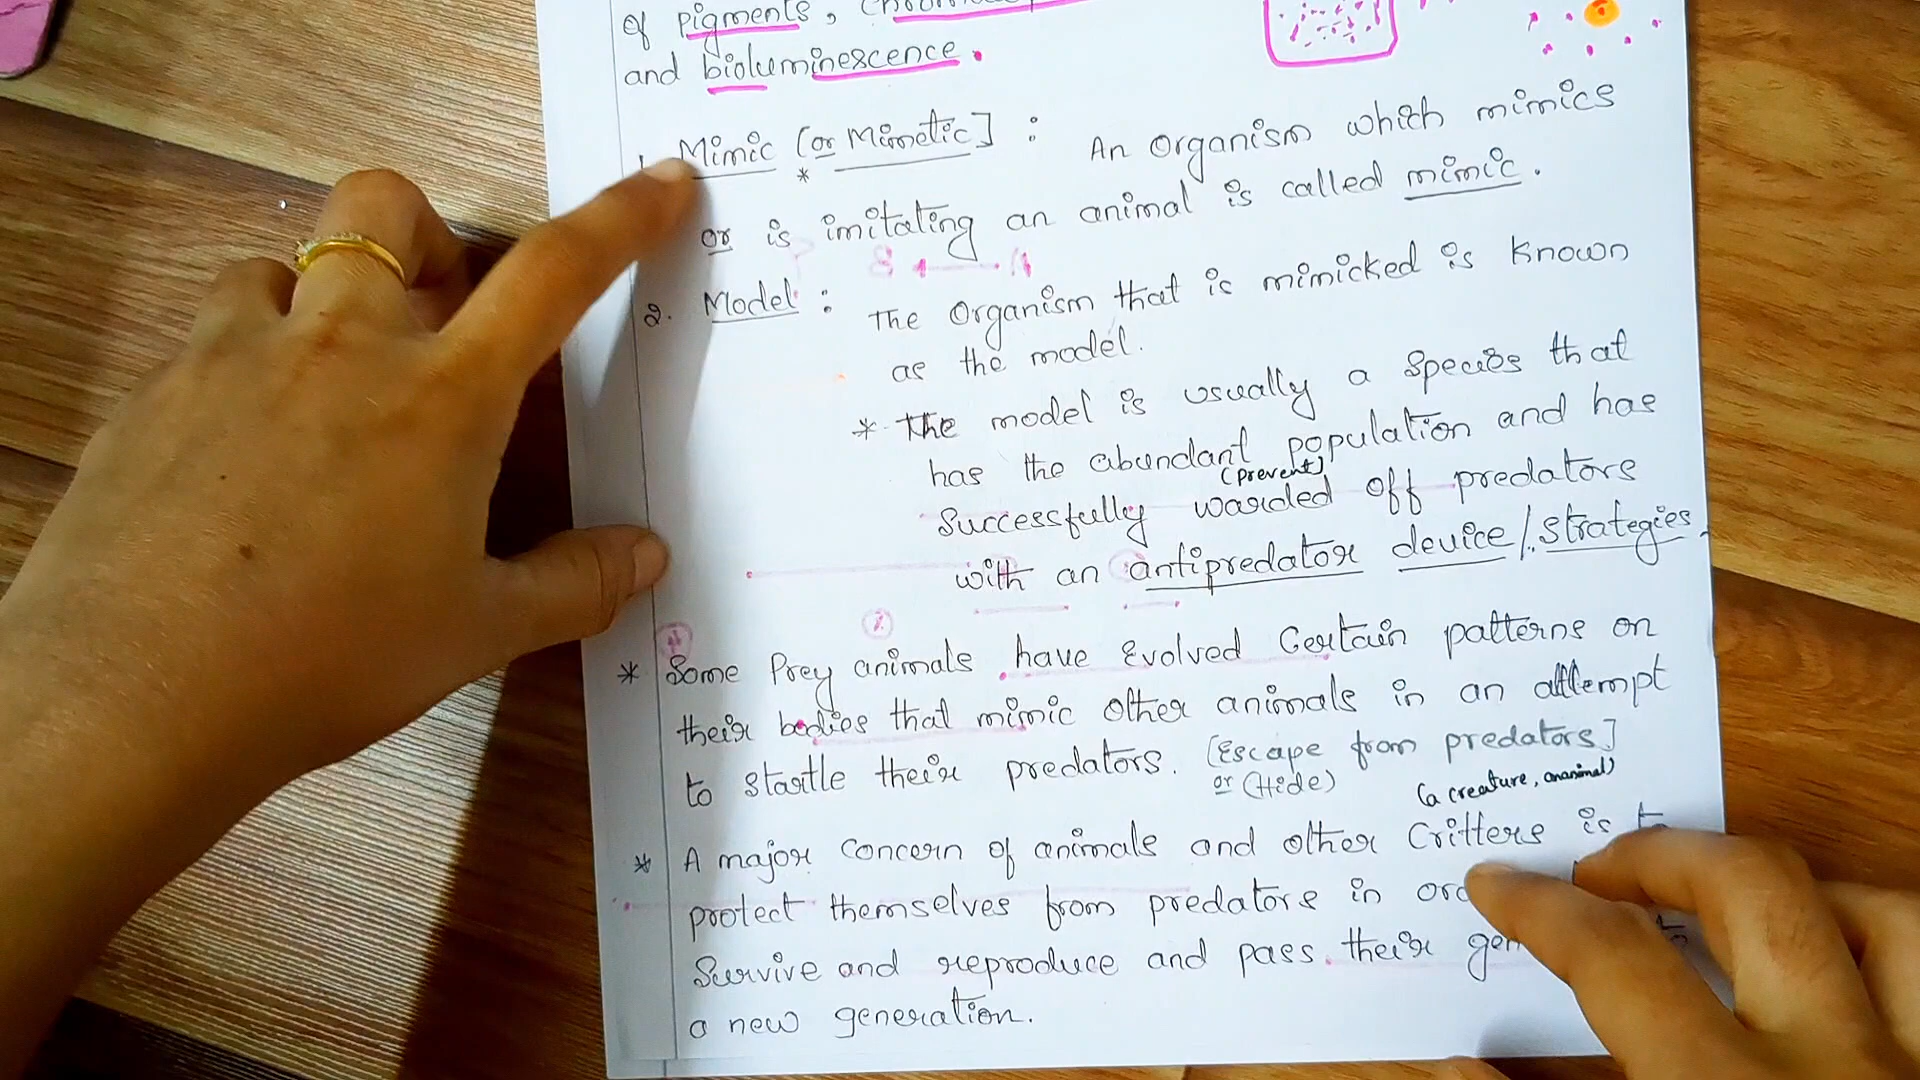 of pigments,
and bioluminescence.
1. Mimic [or Mimetic] : An Organism which mimics
*
or is imitating an animal is called mimic.
2. Model : The Organism that is mimicked is known
as the model.
* The model is usually a species that
has the abundant population and has
(prevent)
Successfully warded off predators
with an antipredator device/strategies.
* Some Prey animals have evolved Certain patterns on
their bodies that mimic other animals in an attempt
to startle their predators. [Escape from predators]
or (Hide)
(a creature, an animal)
* A major concern of animals and other Critters is
protect themselves from predators in
Survive and reproduce and pass their
a new generation.